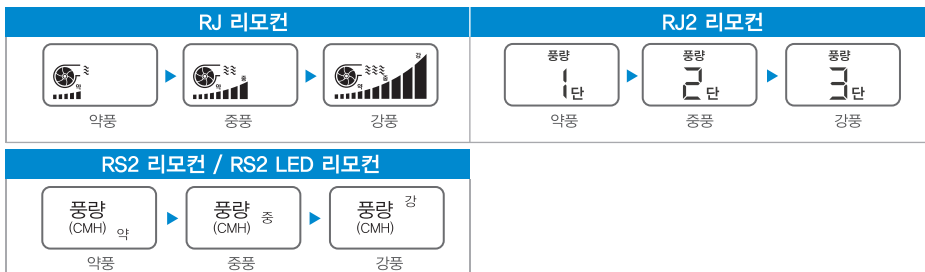 RJ 리모컨
약
중
약
강
중
약
약풍
중풍
강풍
RJ2 리모컨
풍량
1단
풍량
2단
풍량
3단
약풍
중풍
강풍
RS2 리모컨 / RS2 LED 리모컨
풍량
(CMH) 약
풍량
(CMH) 중
풍량 강
(CMH)
약풍
중풍
강풍